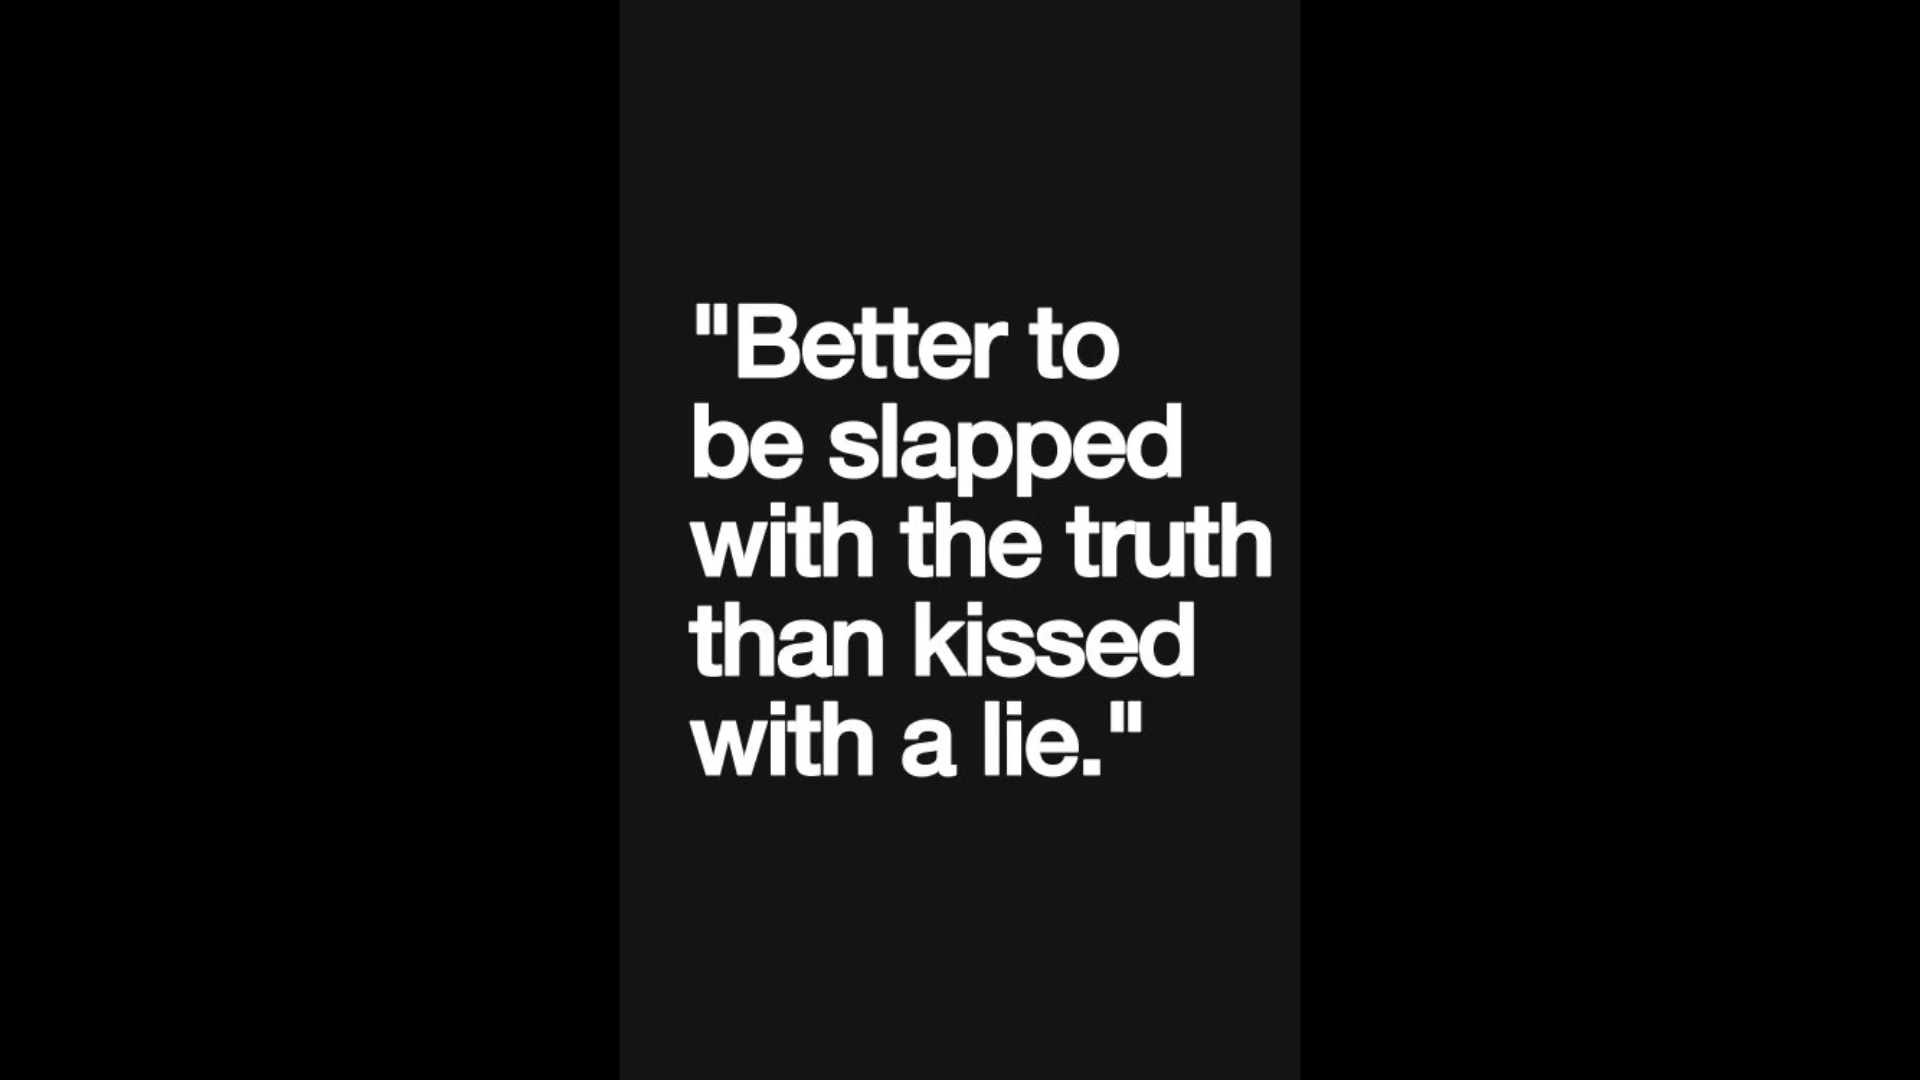 "Better to
be slapped
with the truth
than kissed
with a lie."